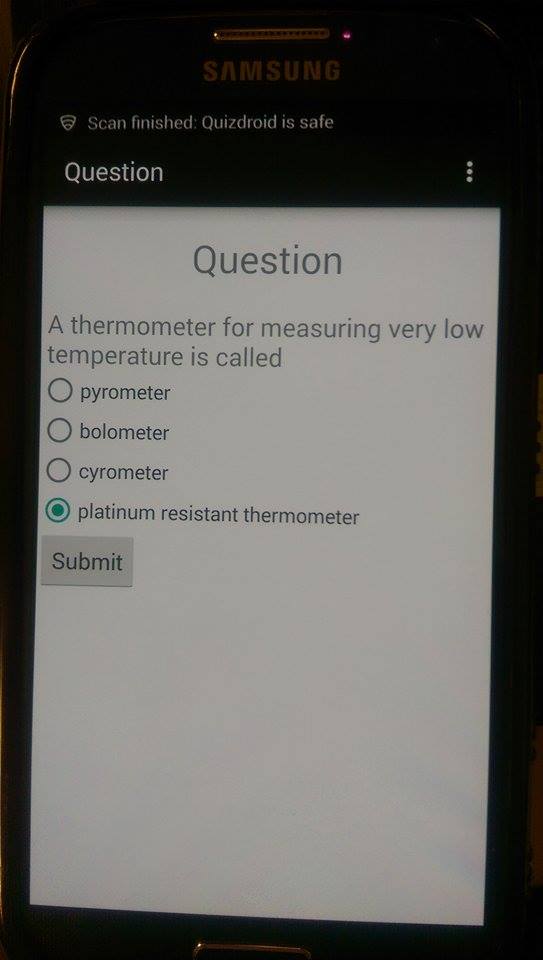 SAMSUNG
Scan finished: Quizdroid is safe
Question
Question
A thermometer for measuring very low
temperature is called
pyrometer
bolometer
cyrometer
platinum resistant thermometer
Submit